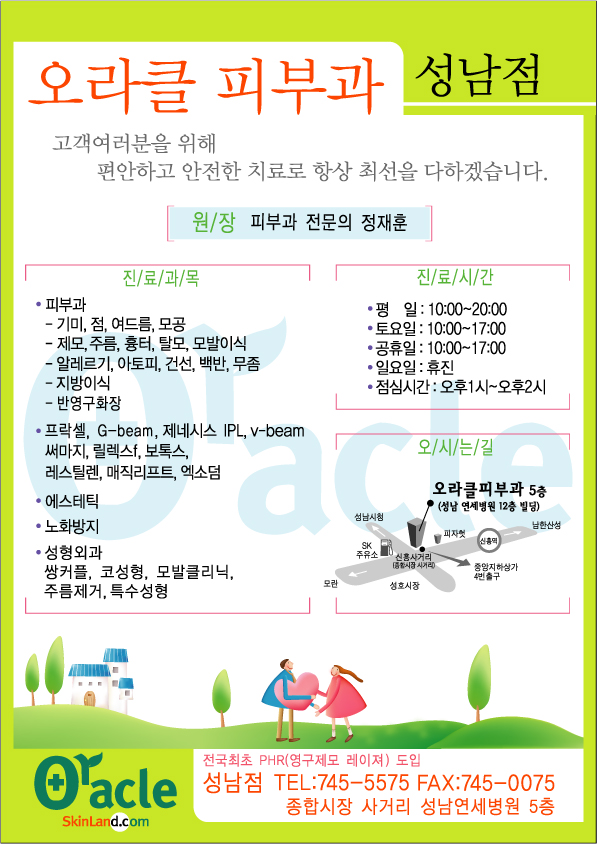 오라클 피부과 성남점
고객여러분을 위해
편안하고 안전한 치료로 항상 최선을 다하겠습니다.
원/장 피부과 전문의 정재훈
진/료/과/목
• 피부과
- 기미, 점, 여드름, 모공
- 제모, 주름, 흉터, 탈모, 모발이식
- 알레르기, 아토피, 건선, 백반, 무좀
- 지방이식
- 반영구화장
• 프락셀, G-beam, 제네시스 IPL, v-beam
써마지, 릴렉스f, 보톡스,
레스틸렌, 매직리프트, 엑소덤
• 에스테틱
• 노화방지
• 성형외과
쌍커플, 코성형, 모발클리닉,
주름제거, 특수성형
진/료/시/간
• 평 일 : 10:00~20:00
• 토요일 : 10:00~17:00
• 공휴일 : 10:00~17:00
• 일요일 : 휴진
• 점심시간 : 오후1시~오후2시
오/시/는/길
오라클피부과 5층
(성남 연세병원 12층 빌딩)
성남시청
남한산성
피자헛
신흥역
SK
주유소
신흥사거리
(종합시장 사거리)
중앙지하상가
4번출구
모란
성호시장
Oracle
Oracle
SkinLand.com
전국최초 PHR(영구제모 레이져) 도입
성남점 TEL:745-5575 FAX:745-0075
종합시장 사거리 성남연세병원 5층